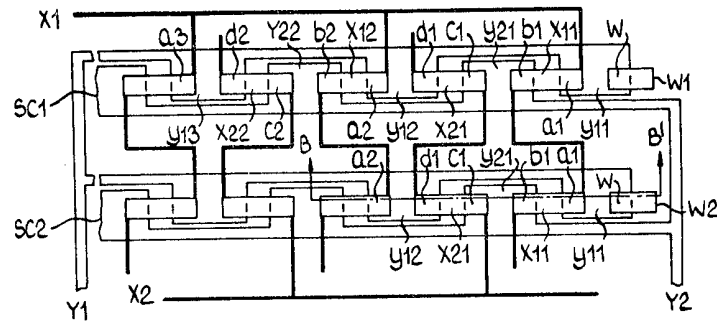 X1
a3 d2 Y22 b2 X12 d1 C1 y21 b1 X11 W
SC1 W1
y13 X22 C2 a2 y12 X21 a1 y11
B a2 d1 C1 y21 b1 a1 W B'
SC2 W2
y12 X21 X11 y11
Y1 X2 Y2